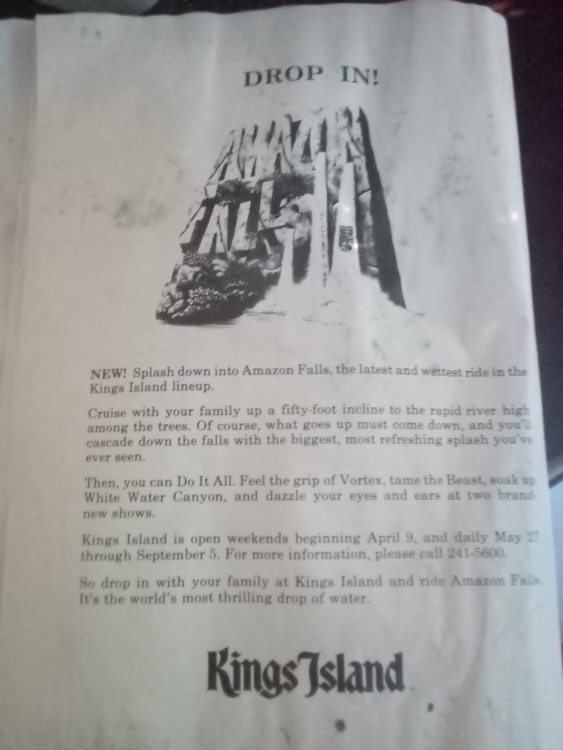 DROP IN!
AMAZON
FALLS
NEW! Splash down into Amazon Falls, the latest and wettest ride in the
Kings Island lineup.
Cruise with your family up a fifty-foot incline to the rapid river high
among the trees. Of course, what goes up must come down, and you'll
cascade down the falls with the biggest, most refreshing splash you've
ever seen.
Then, you can Do It All. Feel the grip of Vortex, tame the Beast, soak up
White Water Canyon, and dazzle your eyes and ears at two brand-
new shows.
Kings Island is open weekends beginning April 9, and daily May 27
through September 5. For more information, please call 241-5600.
So drop in with your family at Kings Island and ride Amazon Falls.
It's the world's most thrilling drop of water.
Kings Island